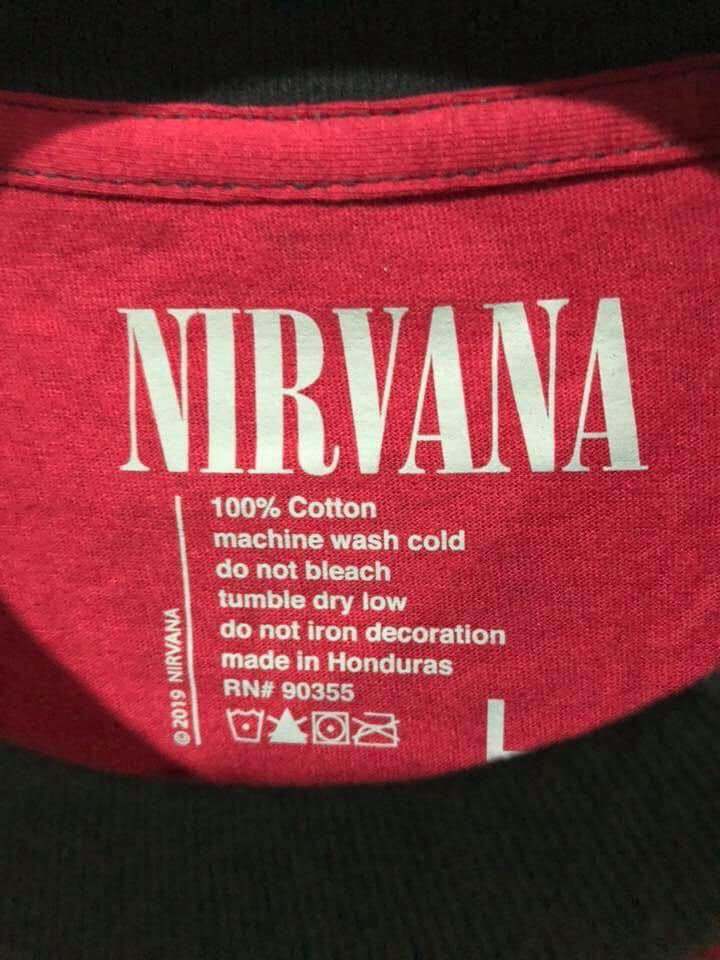 NIRVANA
100% Cotton
machine wash cold
do not bleach
tumble dry low
do not iron decoration
made in Honduras
RN# 90355
© 2019 NIRVANA
L